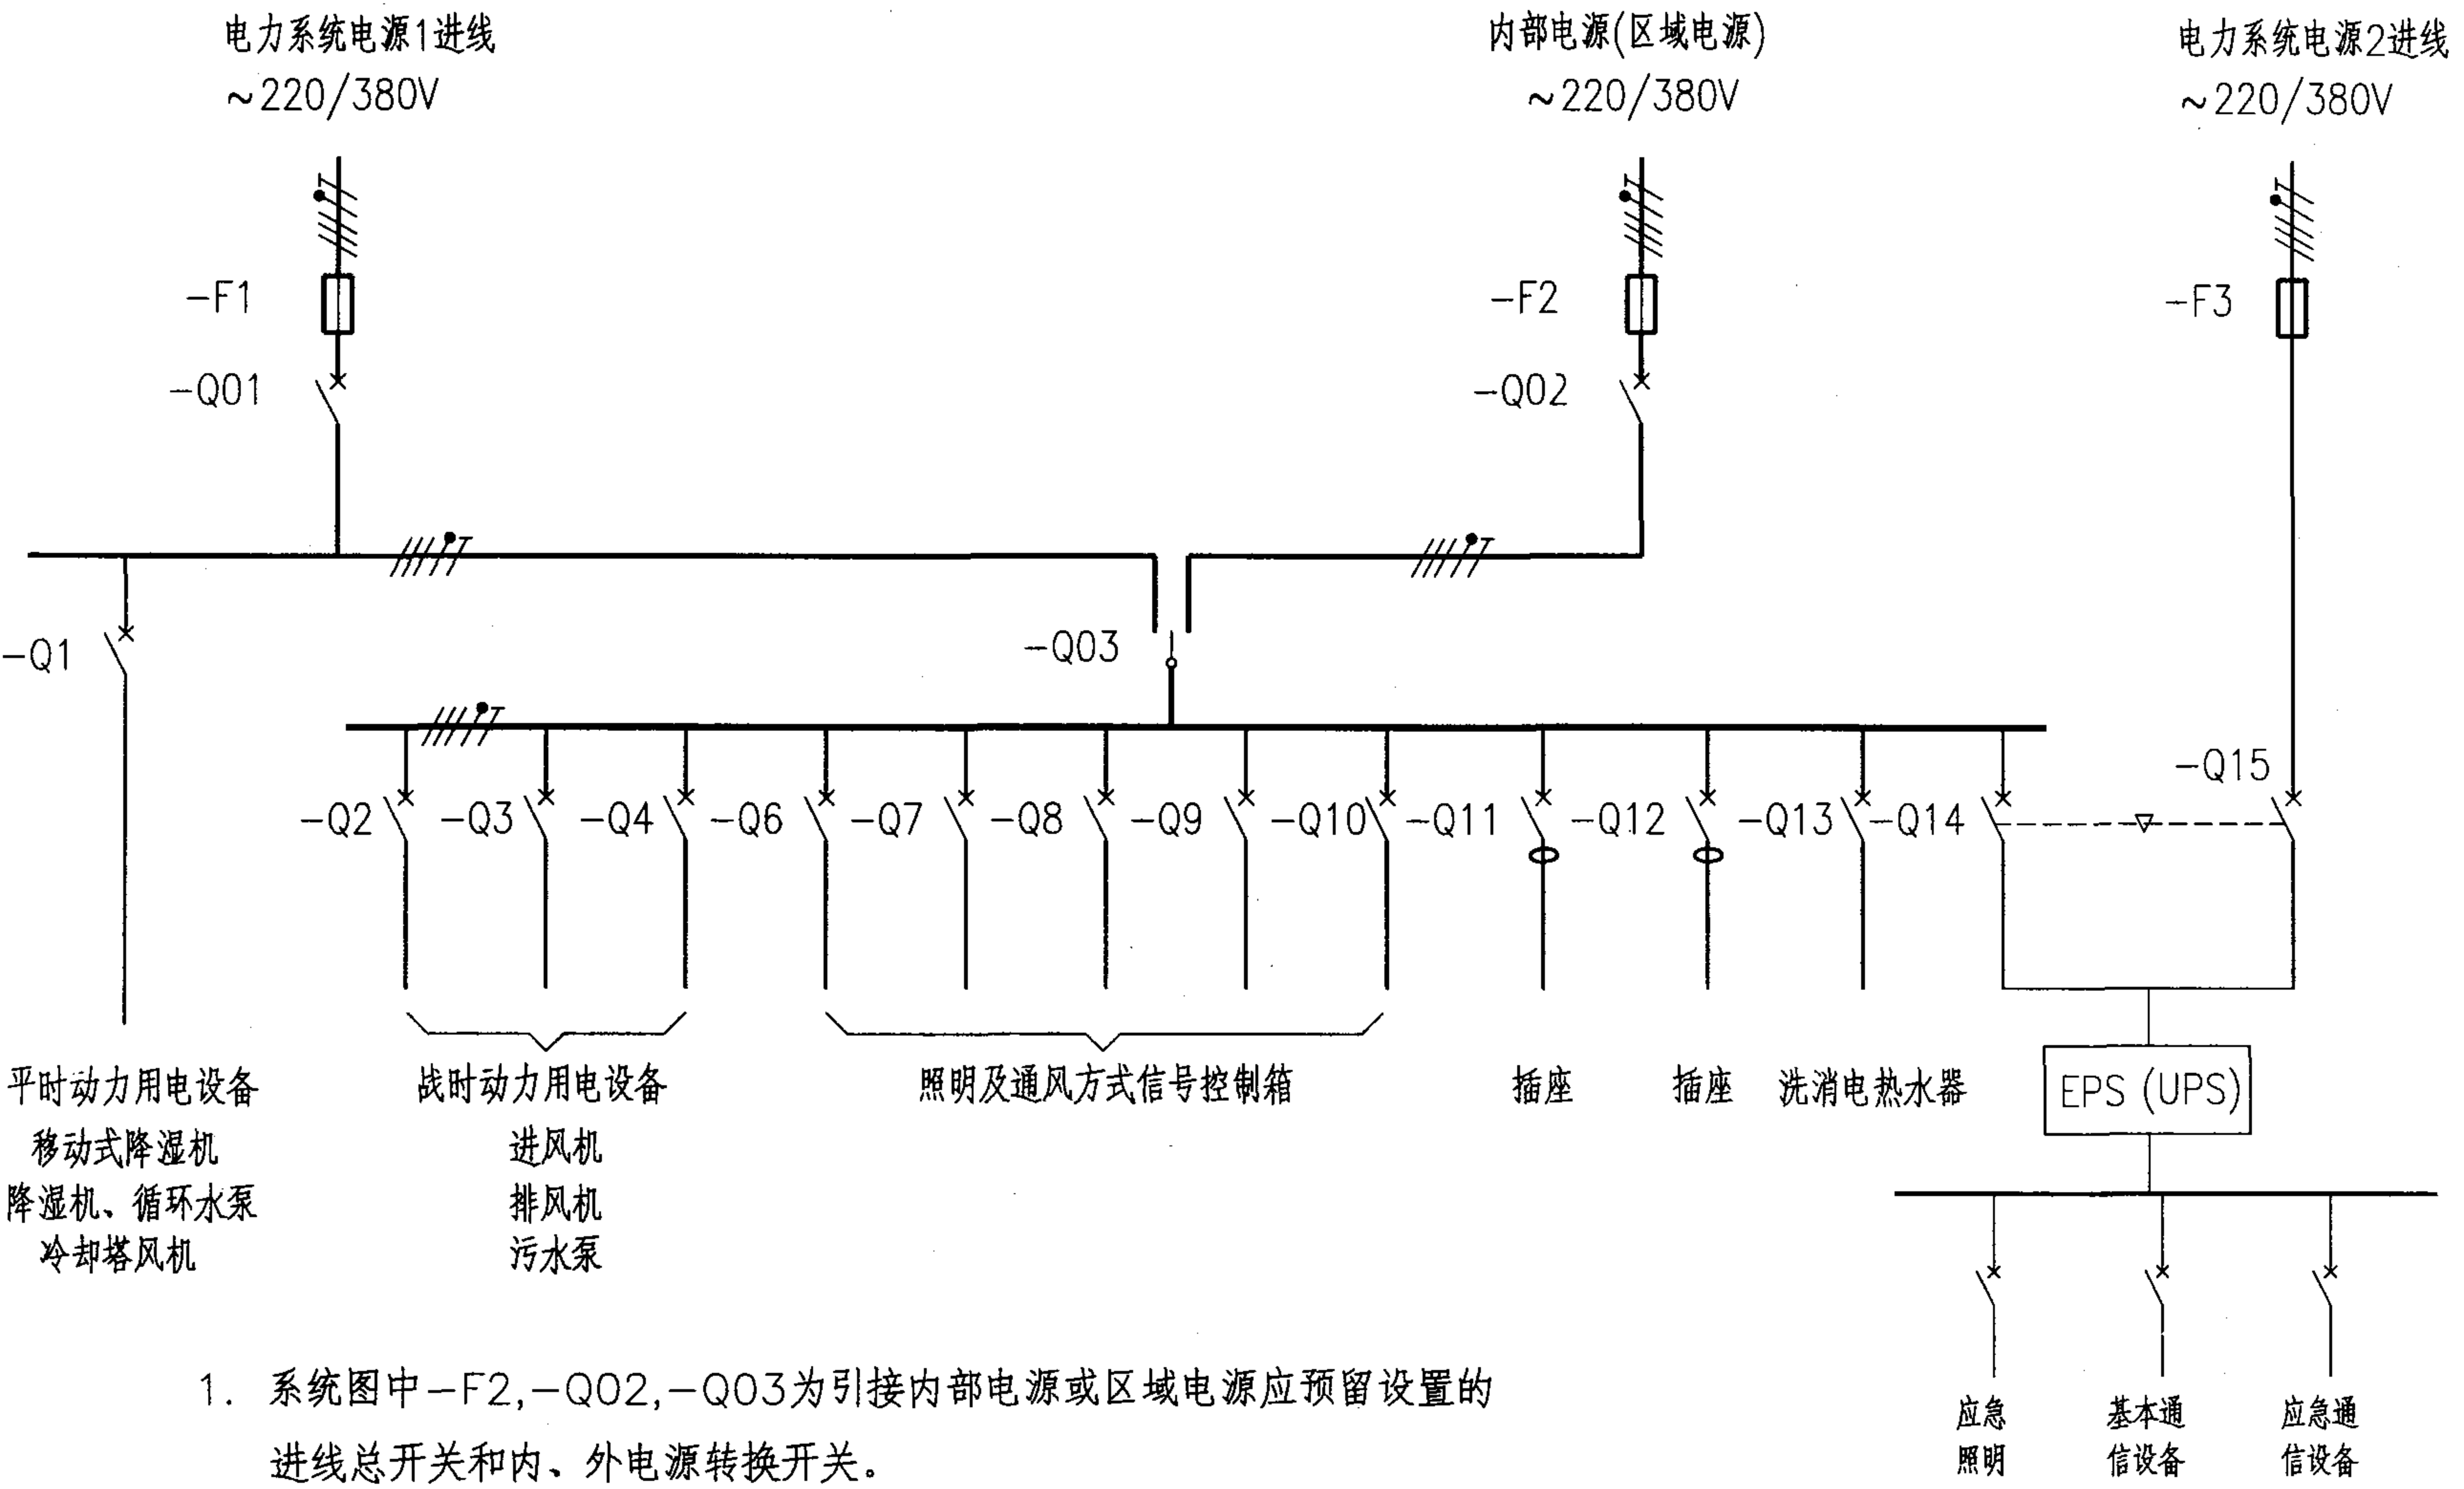 电力系统电源1进线
~220/380V
内部电源(区域电源)
~220/380V
电力系统电源2进线
~220/380V
-F1
-F2
-F3
-Q01
-Q02
-Q1
-Q03
-Q15
-Q2
-Q3
-Q4
-Q6
-Q7
-Q8
-Q9
-Q10
-Q11
-Q12
-Q13
-Q14
平时动力用电设备
移动式降湿机
降湿机、循环水泵
冷却塔风机
战时动力用电设备
进风机
排风机
污水泵
照明及通风方式信号控制箱
插座
插座
洗消电热水器
EPS (UPS)
应急
照明
基本通
信设备
应急通
信设备
1. 系统图中-F2,-Q02,-Q03为引接内部电源或区域电源应预留设置的
进线总开关和内、外电源转换开关。